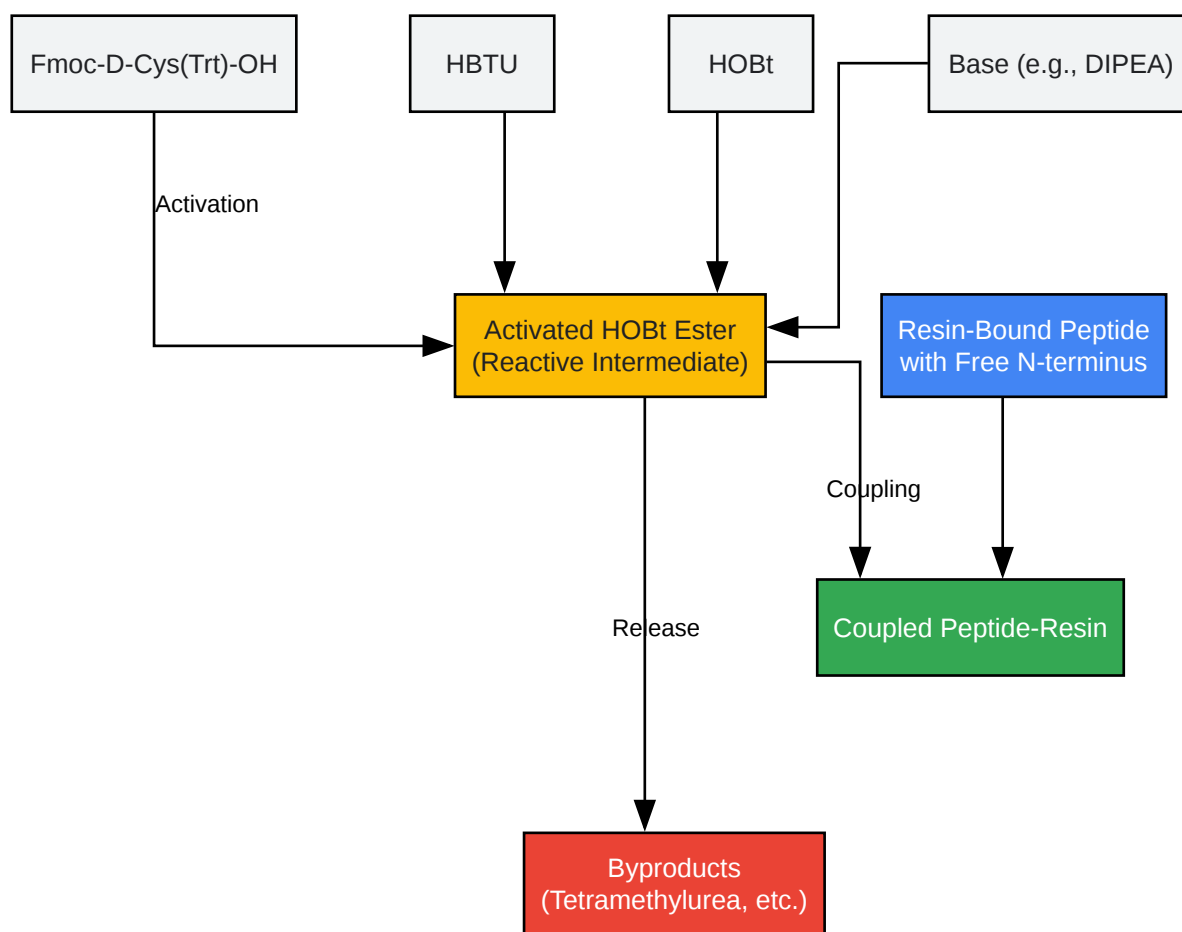 Fmoc-D-Cys(Trt)-OH
HBTU
HOBt
Base (e.g., DIPEA)
Activation
Activated HOBt Ester
(Reactive Intermediate)
Resin-Bound Peptide
with Free N-terminus
Coupling
Release
Coupled Peptide-Resin
Byproducts
(Tetramethylurea, etc.)